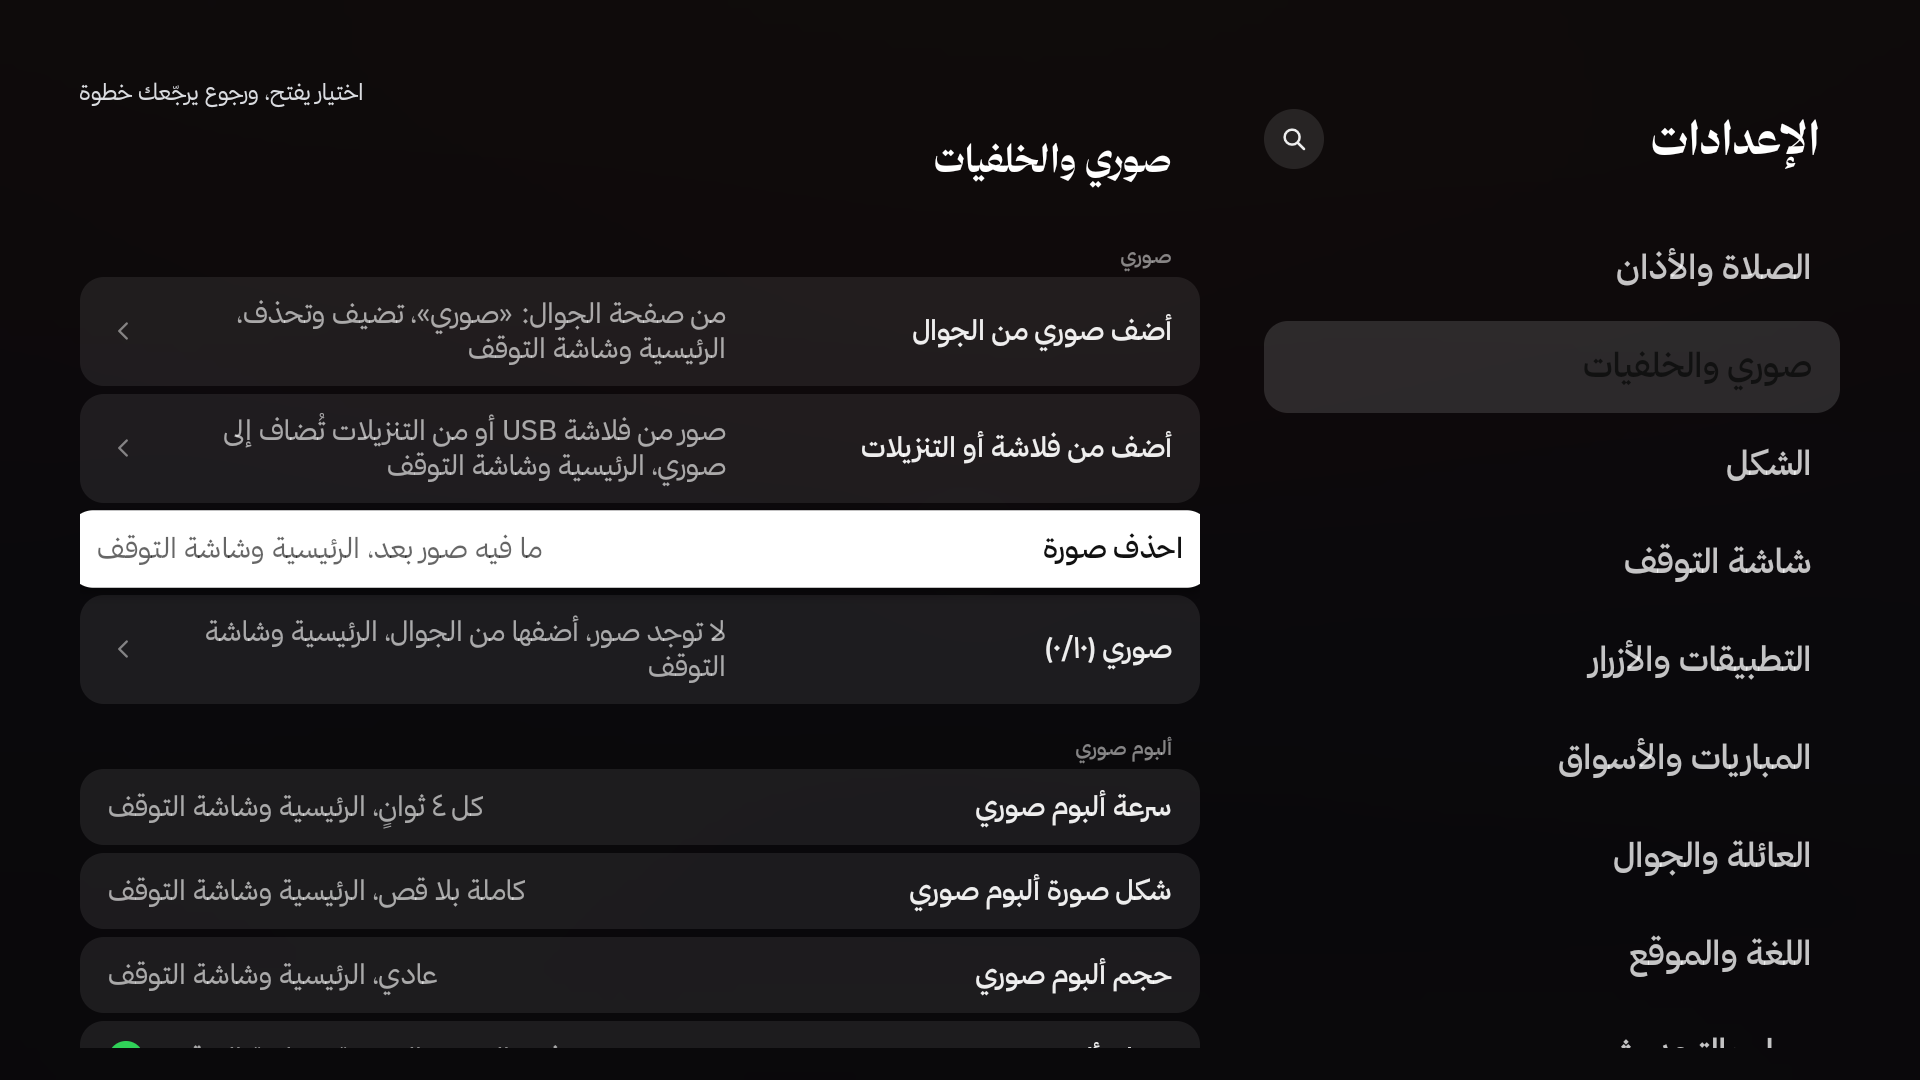 الإعدادات
الصلاة والأذان
صوري والخلفيات
الشكل
شاشة التوقف
التطبيقات والأزرار
المباريات والأسواق
العائلة والجوال
اللغة والموقع
اختيار يفتح، ورجوع يرجّعك خطوة
صوري والخلفيات
صوري
أضف صوري من الجوال
من صفحة الجوال: «صوري»، تضيف وتحذف،
الرئيسية وشاشة التوقف
أضف من فلاشة أو التنزيلات
صور من فلاشة USB أو من التنزيلات تُضاف إلى
صوري، الرئيسية وشاشة التوقف
احذف صورة
ما فيه صور بعد، الرئيسية وشاشة التوقف
صوري (٠/١٠)
لا توجد صور، أضفها من الجوال، الرئيسية وشاشة
التوقف
ألبوم صوري
سرعة ألبوم صوري
كل ٤ ثوانٍ، الرئيسية وشاشة التوقف
شكل صورة ألبوم صوري
كاملة بلا قص، الرئيسية وشاشة التوقف
حجم ألبوم صوري
عادي، الرئيسية وشاشة التوقف